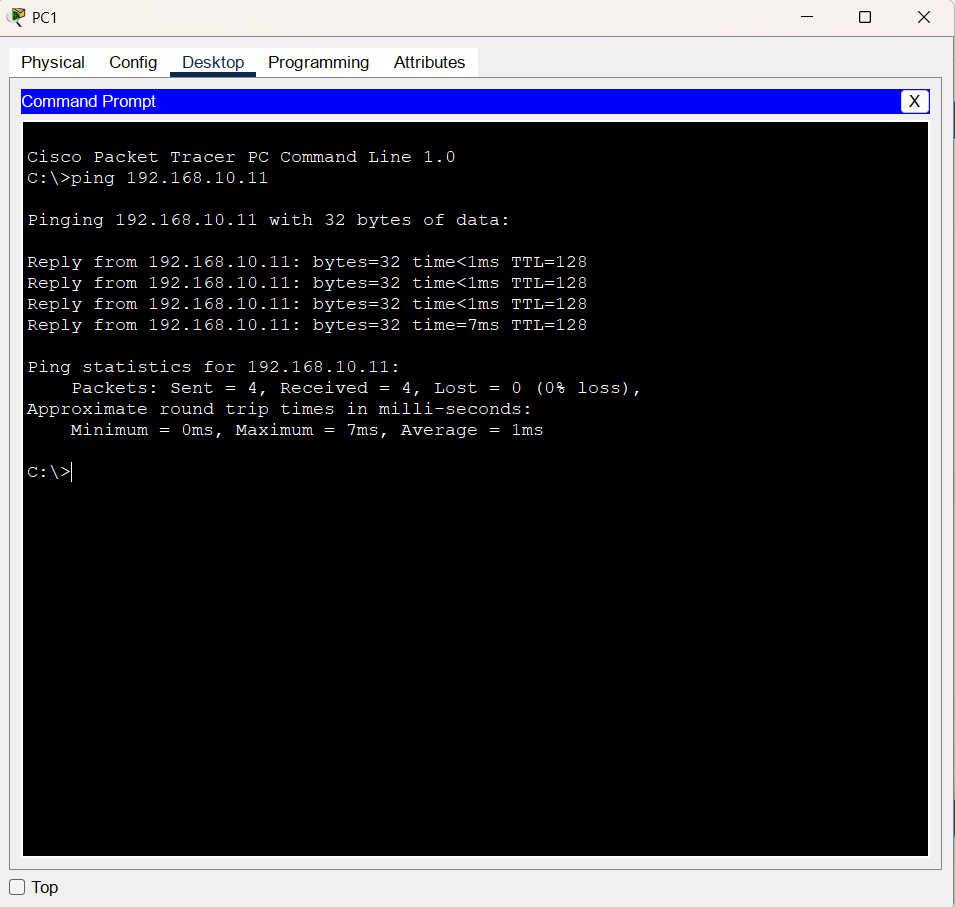 PC1
Physical Config Desktop Programming Attributes
Command Prompt X
Cisco Packet Tracer PC Command Line 1.0
C:\>ping 192.168.10.11
Pinging 192.168.10.11 with 32 bytes of data:
Reply from 192.168.10.11: bytes=32 time<1ms TTL=128
Reply from 192.168.10.11: bytes=32 time<1ms TTL=128
Reply from 192.168.10.11: bytes=32 time<1ms TTL=128
Reply from 192.168.10.11: bytes=32 time=7ms TTL=128
Ping statistics for 192.168.10.11:
    Packets: Sent = 4, Received = 4, Lost = 0 (0% loss),
Approximate round trip times in milli-seconds:
    Minimum = 0ms, Maximum = 7ms, Average = 1ms
C:\>
Top